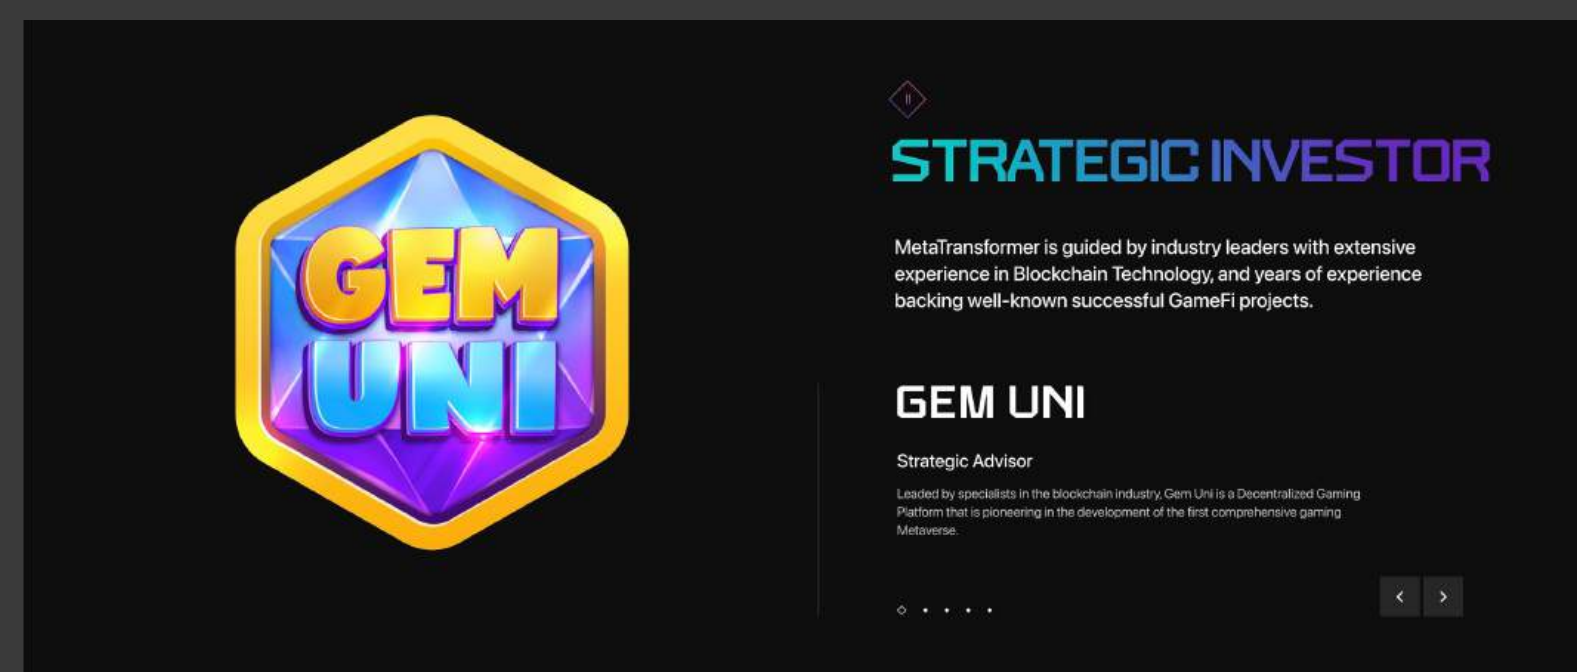 GEM
UNI
STRATEGIC INVESTOR
MetaTransformer is guided by industry leaders with extensive
experience in Blockchain Technology, and years of experience
backing well-known successful GameFi projects.
GEM UNI
Strategic Advisor
Leaded by specialists in the blockchain industry, Gem Uni is a Decentralized Gaming
Platform that is pioneering in the development of the first comprehensive gaming
Metaverse.